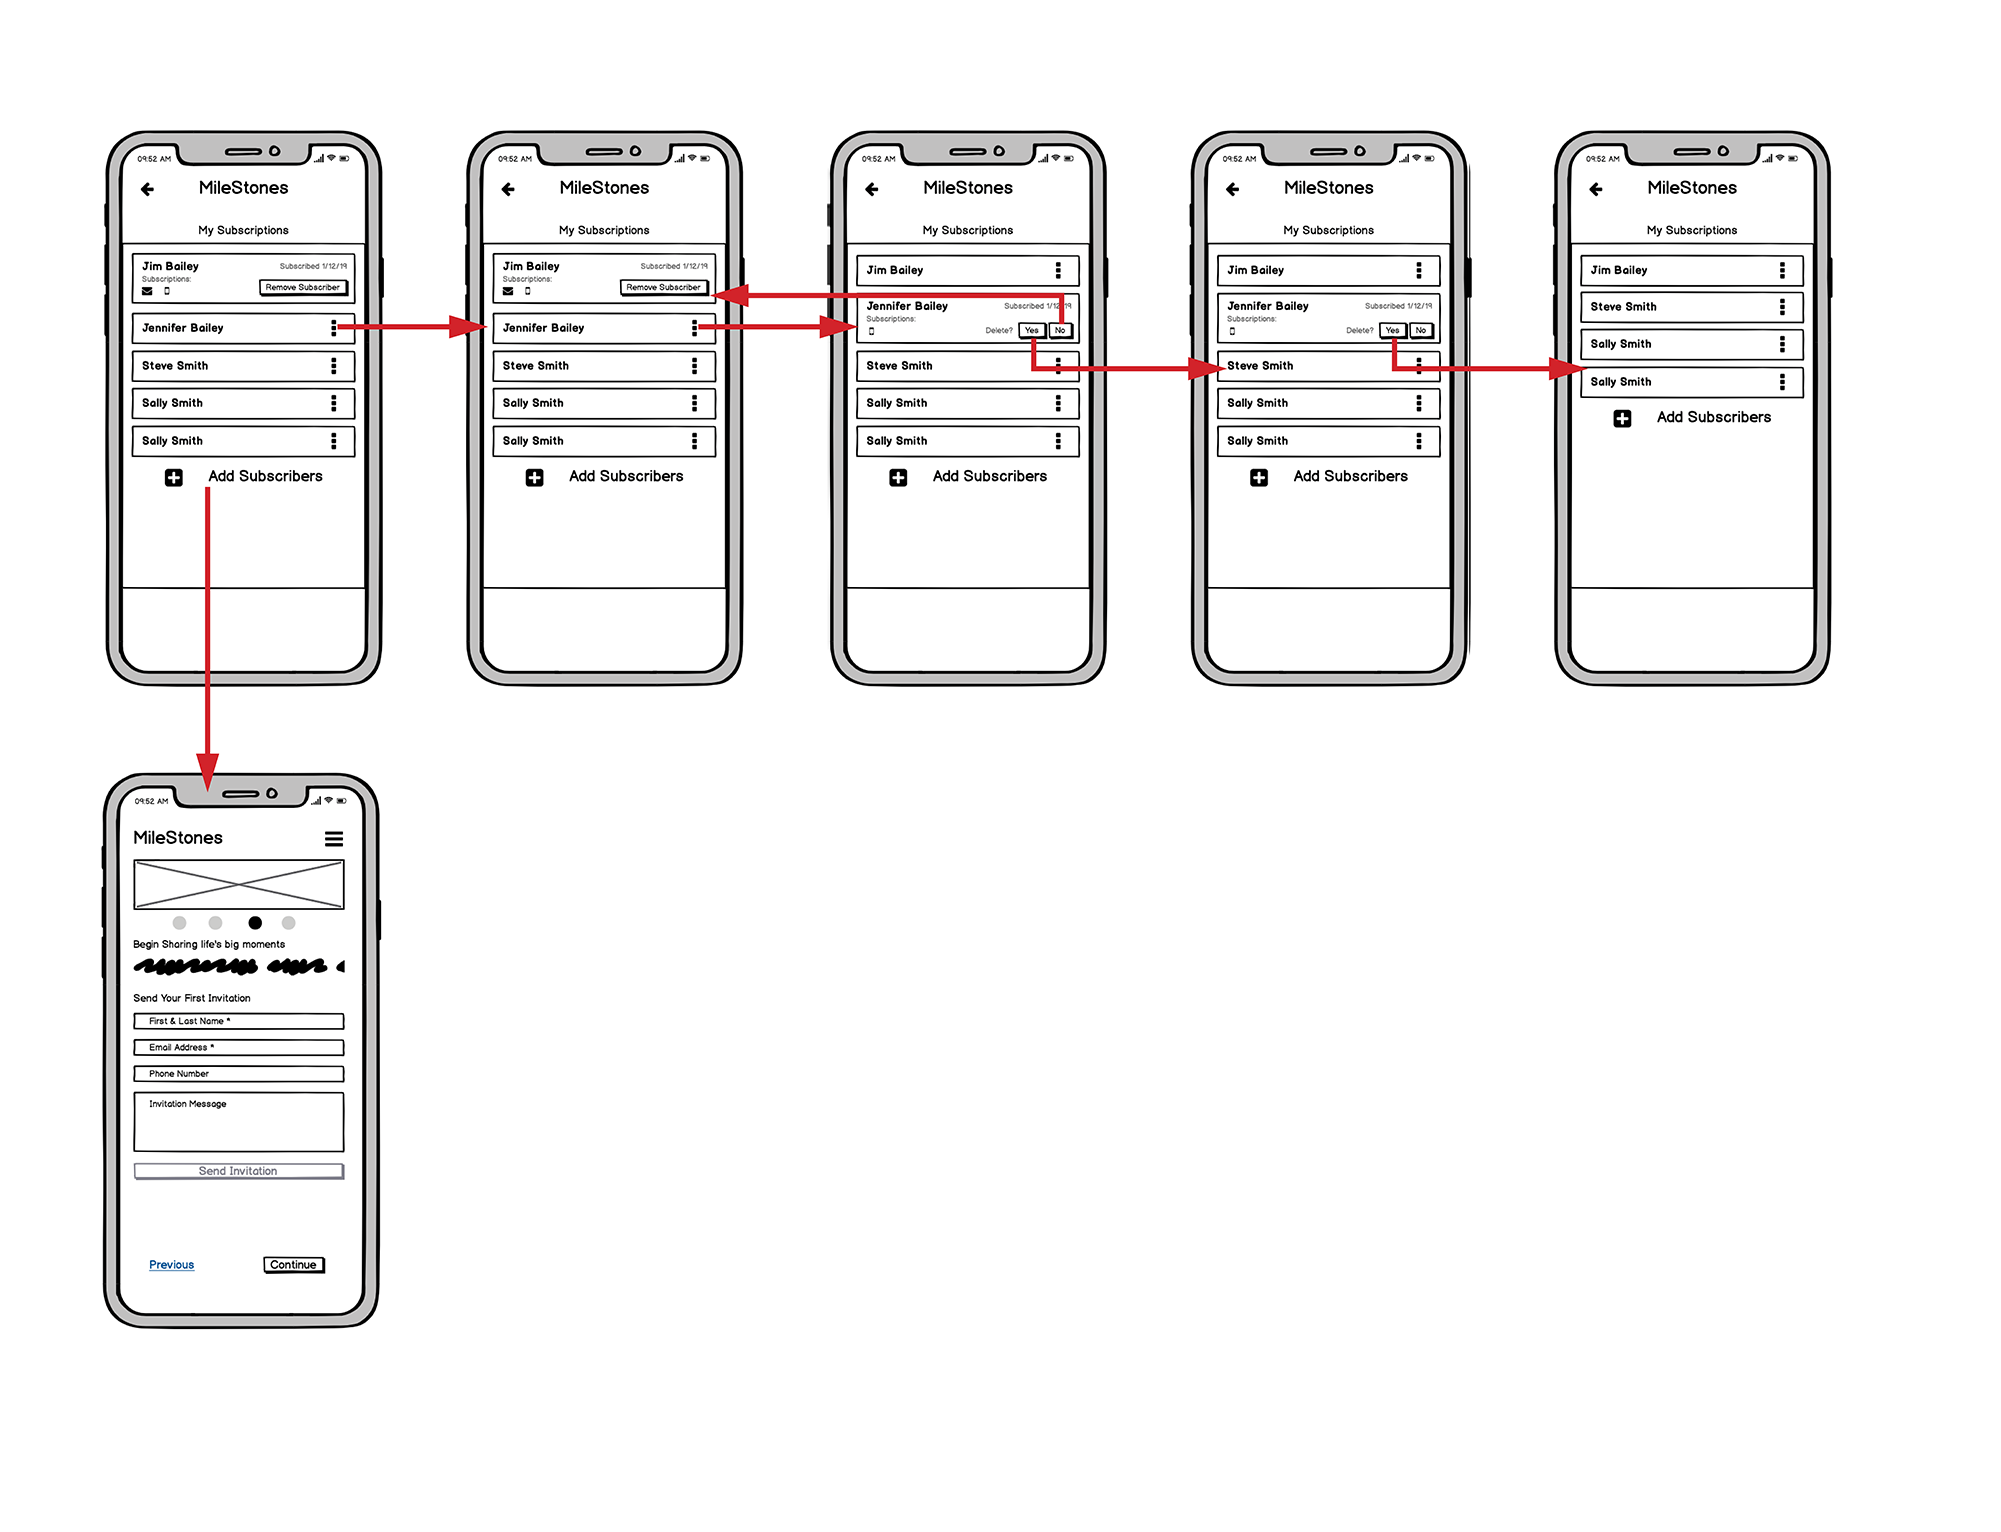 09:52 AM
MileStones
My Subscriptions
Jim Bailey
Subscribed 1/12/19
Subscriptions:
Remove Subscriber
Jennifer Bailey
Steve Smith
Sally Smith
Sally Smith
Add Subscribers
09:52 AM
MileStones
My Subscriptions
Jim Bailey
Subscribed 1/12/19
Subscriptions:
Remove Subscriber
Jennifer Bailey
Steve Smith
Sally Smith
Sally Smith
Add Subscribers
09:52 AM
MileStones
My Subscriptions
Jim Bailey
Jennifer Bailey
Subscribed 1/12/19
Subscriptions:
Delete? Yes No
Steve Smith
Sally Smith
Sally Smith
Add Subscribers
09:52 AM
MileStones
My Subscriptions
Jim Bailey
Jennifer Bailey
Subscribed 1/12/19
Subscriptions:
Delete? Yes No
Steve Smith
Sally Smith
Sally Smith
Add Subscribers
09:52 AM
MileStones
My Subscriptions
Jim Bailey
Steve Smith
Sally Smith
Sally Smith
Add Subscribers
09:52 AM
MileStones
Begin Sharing life's big moments
Send Your First Invitation
First & Last Name *
Email Address *
Phone Number
Invitation Message
Send Invitation
Previous
Continue